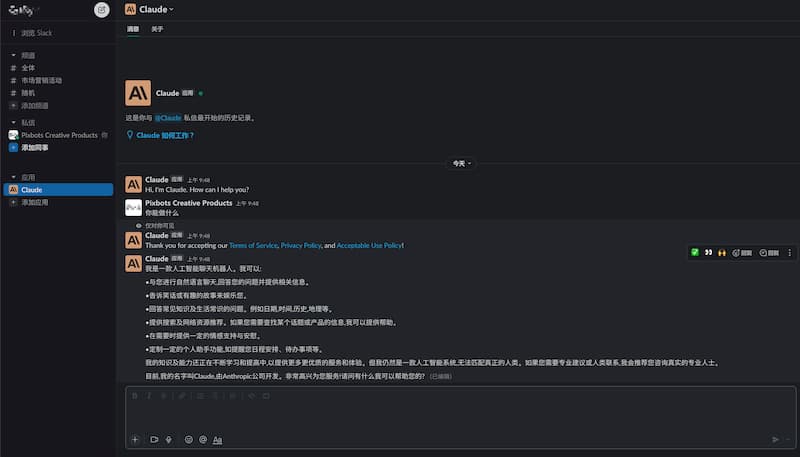 浏览 Slack
频道
# 全体
# 市场营销活动
# 随机
+ 添加频道
私信
Pixbots Creative Products 你
+ 添加同事
应用
Claude
+ 添加应用
Claude
消息 关于
Claude 应用
这是你与 @Claude 私信最开始的历史记录。
Claude 如何工作？
今天
Claude 应用 上午 9:48
Hi, I'm Claude. How can I help you?
Pixbots Creative Products 上午 9:48
你能做什么
仅对你可见
Claude 应用 上午 9:48
Thank you for accepting our Terms of Service, Privacy Policy, and Acceptable Use Policy!
Claude 应用 上午 9:48
我是一款人工智能聊天机器人。我可以:
•与您进行自然语言聊天,回答您的问题并提供相关信息。
•告诉笑话或有趣的故事来娱乐您。
•回答常见知识及生活常识的问题。例如日期,时间,历史,地理等。
•提供搜索及网络资源推荐。如果您需要查找某个话题或产品的信息,我可以提供帮助。
•在需要时提供一定的情感支持与安慰。
•定制一定的个人助手功能,如提醒您日程安排、待办事项等。
我的知识及能力还正在不断学习和提高中,以提供更多更优质的服务和体验。但我仍然是一款人工智能系统,无法匹配真正的人类。如果您需要专业建议或人类联系,我会推荐您咨询真实的专业人士。
目前,我的名字叫Claude,由Anthropic公司开发。非常高兴为您服务!请问有什么我可以帮助您的? (已编辑)
Aa